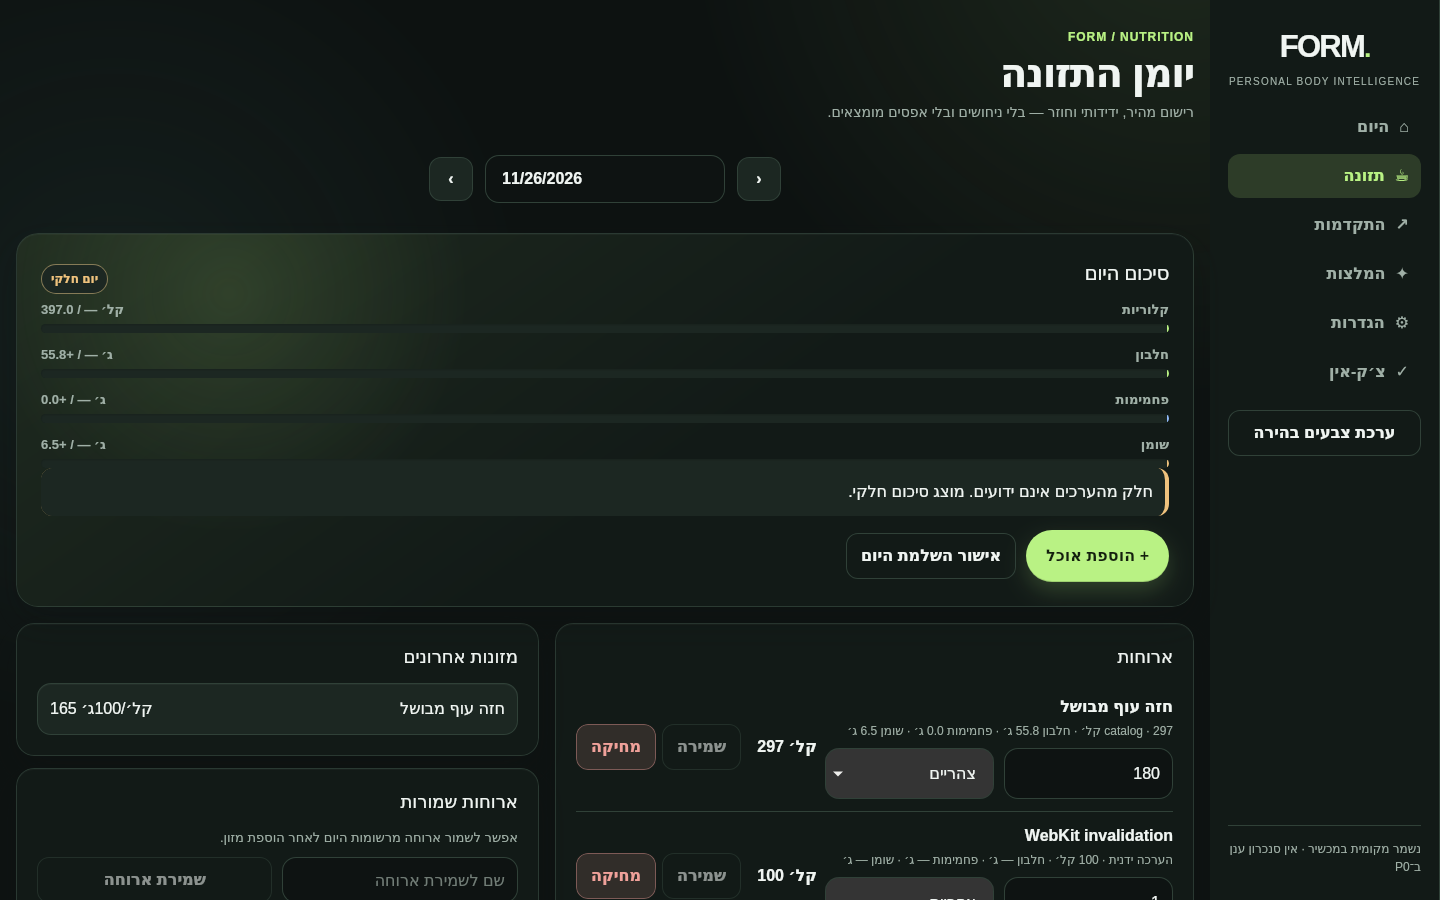 FORM.
PERSONAL BODY INTELLIGENCE
⌂ היום
☕ תזונה
↗ התקדמות
✦ המלצות
⚙ הגדרות
✓ צ׳ק-אין
ערכת צבעים בהירה
נשמר מקומית במכשיר · אין סנכרון ענן
ב־P0
FORM / NUTRITION
יומן התזונה
רישום מהיר, ידידותי וחוזר — בלי ניחושים ובלי אפסים מומצאים.
11/26/2026
סיכום היום
יום חלקי
קלוריות
397.0 / — קל׳
חלבון
55.8+ / — ג׳
פחמימות
0.0+ / — ג׳
שומן
6.5+ / — ג׳
חלק מהערכים אינם ידועים. מוצג סיכום חלקי.
+ הוספת אוכל
אישור השלמת היום
ארוחות
חזה עוף מבושל
catalog · 297 קל׳ · חלבון 55.8 ג׳ · פחמימות 0.0 ג׳ · שומן 6.5 ג׳
180
צהריים
297 קל׳
שמירה
מחיקה
WebKit invalidation
הערכה ידנית · 100 קל׳ · חלבון — ג׳ · פחמימות — ג׳ · שומן — ג׳
100 קל׳
שמירה
מחיקה
מזונות אחרונים
חזה עוף מבושל
165 קל׳/100ג׳
ארוחות שמורות
אפשר לשמור ארוחה מרשומות היום לאחר הוספת מזון.
שם לשמירת ארוחה
שמירת ארוחה